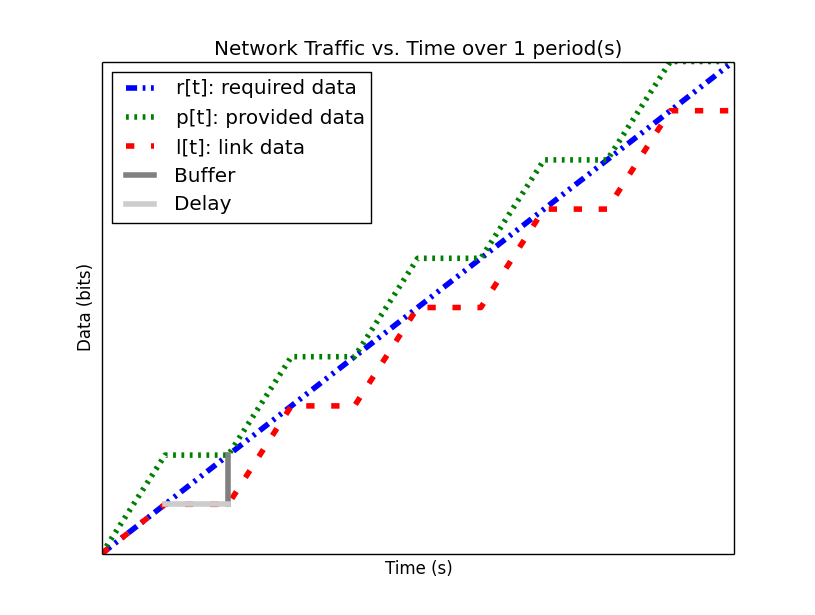 Network Traffic vs. Time over 1 period(s)
r[t]: required data
p[t]: provided data
l[t]: link data
Buffer
Delay
Data (bits)
Time (s)